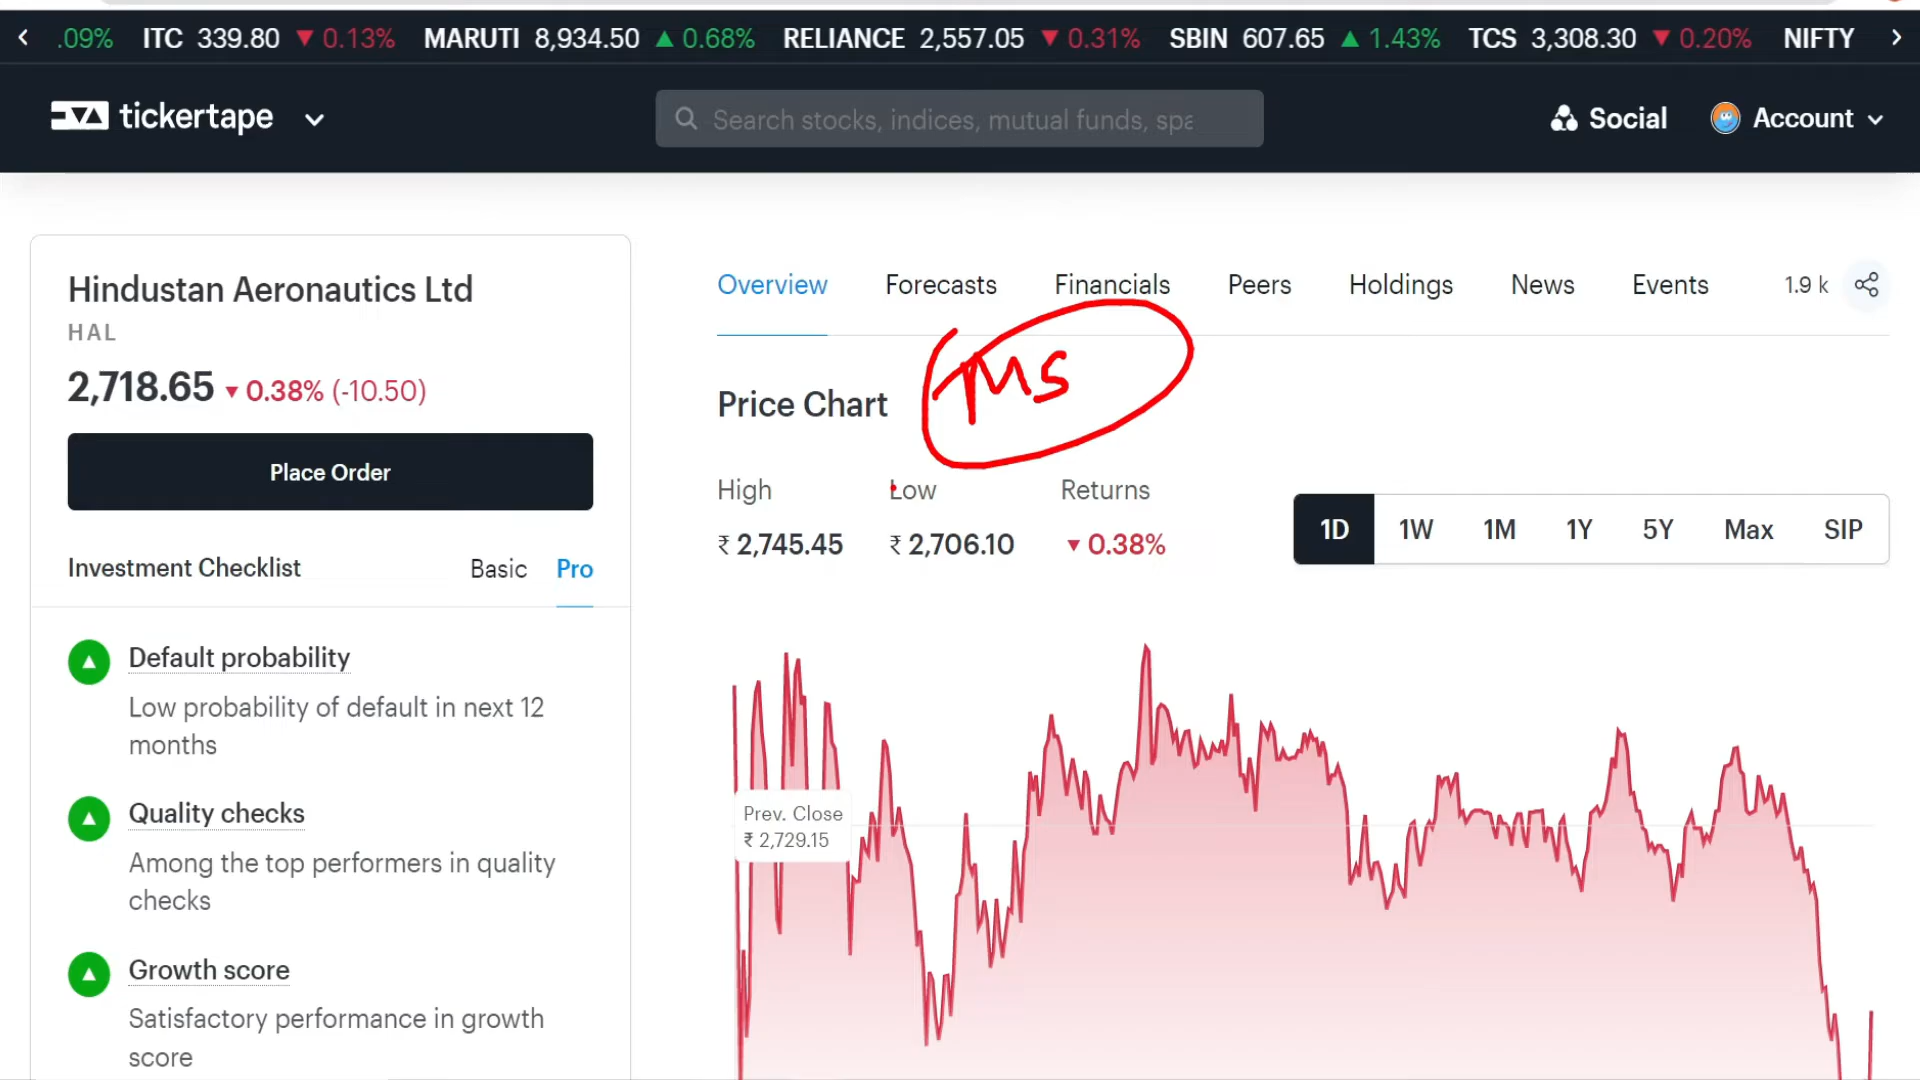 .09% ITC 339.80 ▼ 0.13% MARUTI 8,934.50 ▲ 0.68% RELIANCE 2,557.05 ▼ 0.31% SBIN 607.65 ▲ 1.43% TCS 3,308.30 ▼ 0.20% NIFTY
tickertape
Search stocks, indices, mutual funds, spa
Social
Account
Hindustan Aeronautics Ltd
HAL
2,718.65 ▼ 0.38% (-10.50)
Place Order
Investment Checklist Basic Pro
Default probability
Low probability of default in next 12
months
Quality checks
Among the top performers in quality
checks
Growth score
Satisfactory performance in growth
score
Overview Forecasts Financials Peers Holdings News Events 1.9 k
Price Chart
High Low Returns
₹ 2,745.45 ₹ 2,706.10 ▼ 0.38%
1D 1W 1M 1Y 5Y Max SIP
Prev. Close
₹ 2,729.15